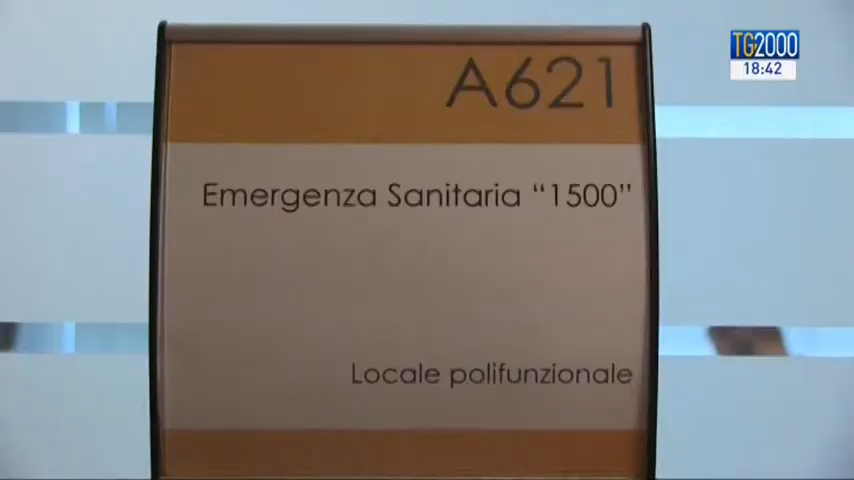 TG2000
18:42
A621
Emergenza Sanitaria “1500”
Locale polifunzionale